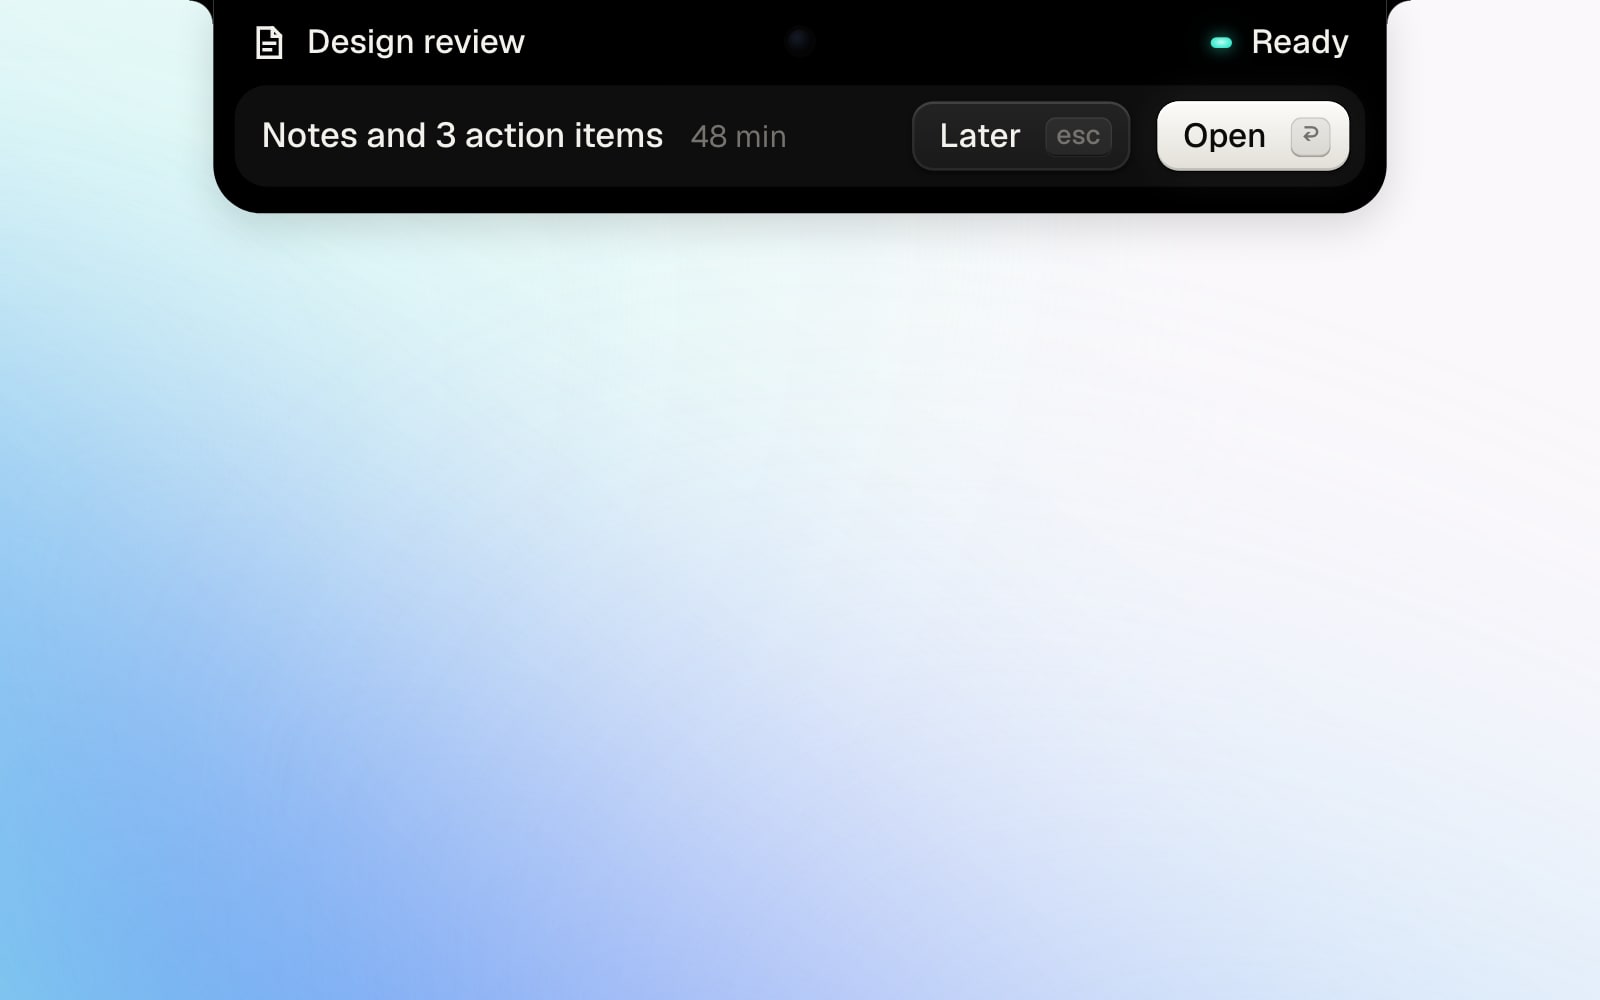 Design review
Ready
Notes and 3 action items 48 min
Later esc
Open